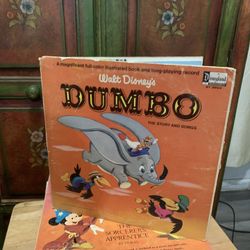 A magnificent full-color illustrated book and long-playing record
Walt Disney's
Disneyland
DUMBO
THE STORY AND SONGS
THE
SORCERER'S
APPRENTICE